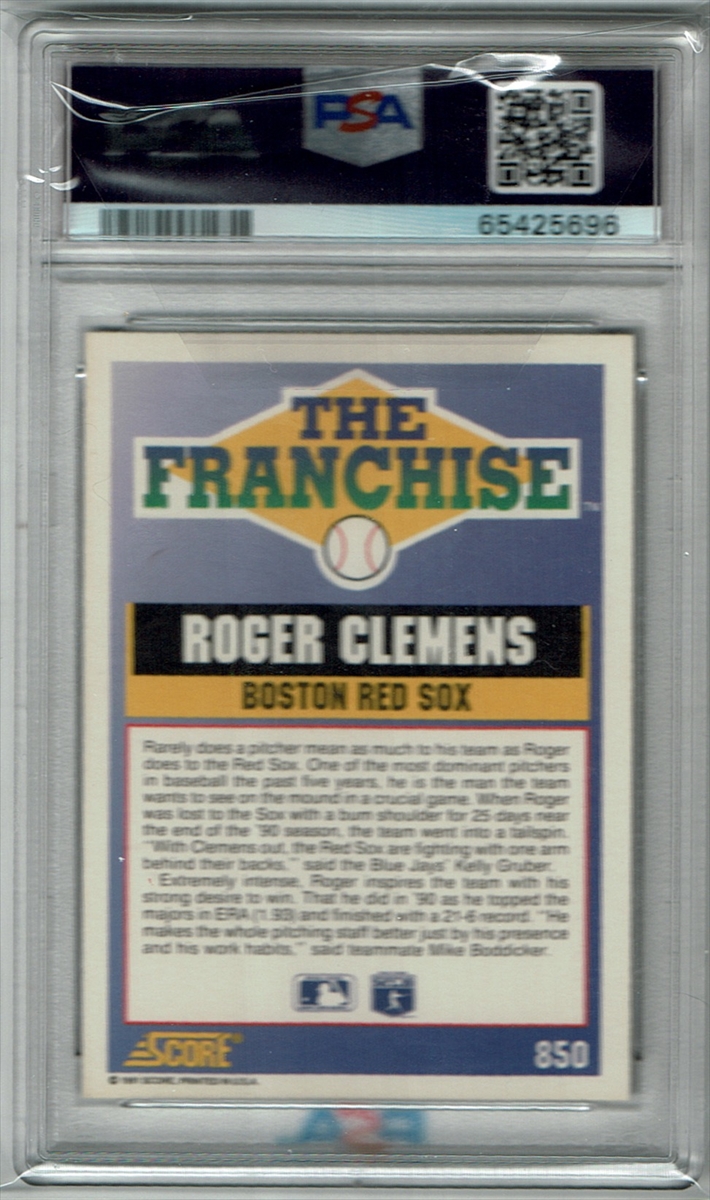 PSA
65425696
THE
FRANCHISE
TM
ROGER CLEMENS
BOSTON RED SOX
Rarely does a pitcher mean as much to his team as Roger
does to the Red Sox. One of the most dominant pitchers
in baseball the past five years, he is the man the team
wants to see on the mound in a crucial game. When Roger
was lost to the Sox with a bum shoulder for 25 days near
the end of the '90 season, the team went into a tailspin.
"With Clemens out, the Red Sox are fighting with one arm
behind their backs," said the Blue Jays' Kelly Gruber.
Extremely intense, Roger inspires the team with his
strong desire to win. That he did in '90 as he topped the
majors in ERA (1.93) and finished with a 21-6 record. "He
makes the whole pitching staff better just by his presence
and his work habits," said teammate Mike Boddicker.
SCORE®
850
© 1991 SCORE, PRINTED IN U.S.A.
PSA